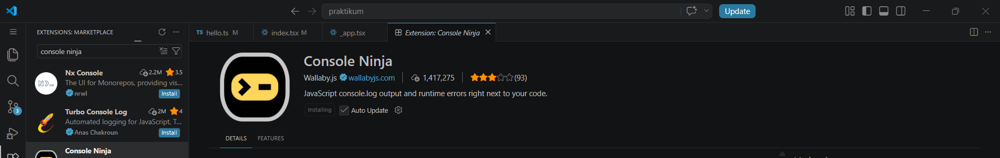 praktikum
Update
EXTENSIONS: MARKETPLACE
TS hello.ts M
index.tsx M
_app.tsx
Extension: Console Ninja
console ninja
Nx Console 2.2M 3.5
The UI for Monorepos, providing vis...
nrwl Install
Turbo Console Log 2M 4
Automated logging for JavaScript, T...
Anas Chakroun Install
Console Ninja
3
Console Ninja
Wallaby.js wallabyjs.com 1,417,275 (93)
JavaScript console.log output and runtime errors right next to your code.
Installing Auto Update
DETAILS FEATURES